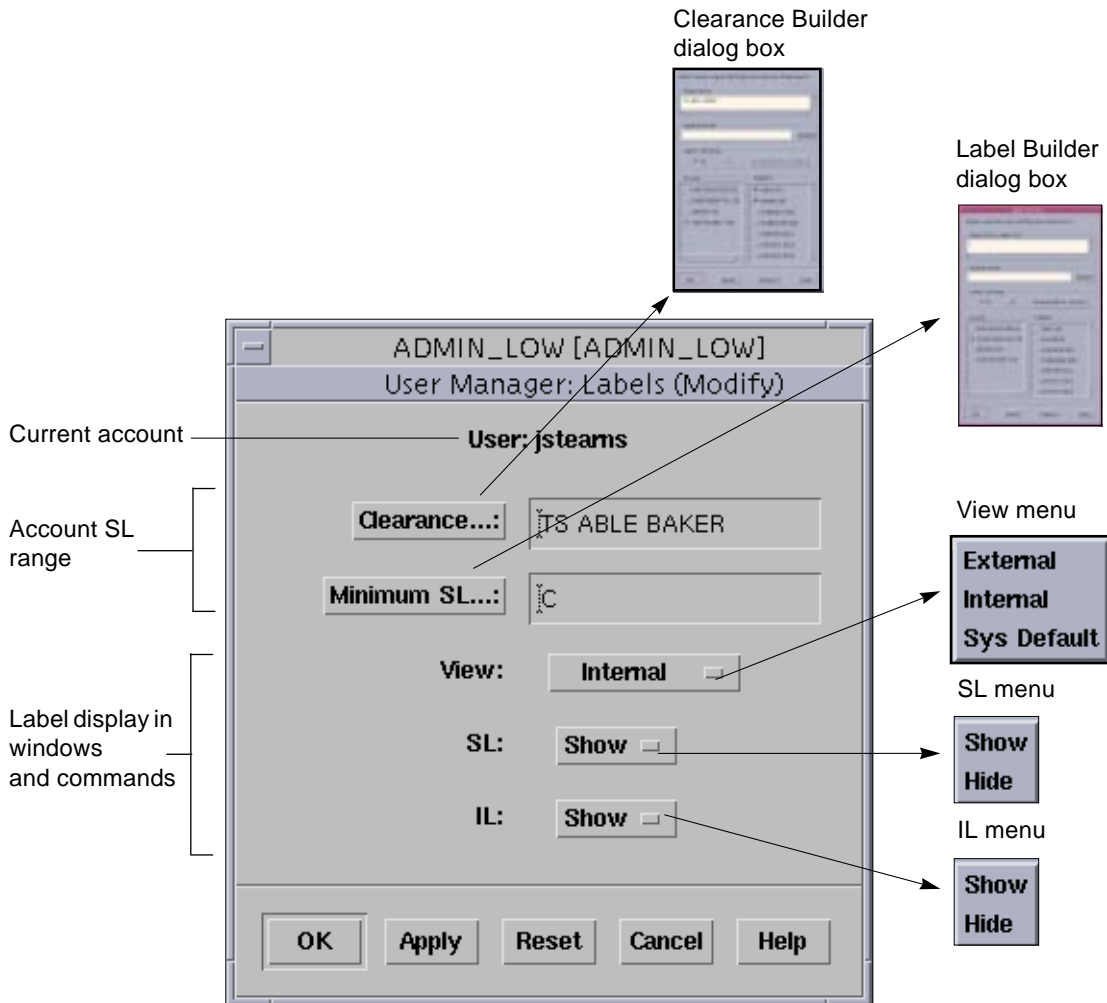 Clearance Builder
dialog box
Label Builder
dialog box
ADMIN_LOW [ADMIN_LOW]
User Manager: Labels (Modify)
Current account
User: jstearns
Account SL
range
Clearance...:
TS ABLE BAKER
Minimum SL...:
C
View menu
External
Internal
Sys Default
Label display in
windows
and commands
View:
Internal
SL:
Show
SL menu
Show
Hide
IL:
Show
IL menu
Show
Hide
OK
Apply
Reset
Cancel
Help